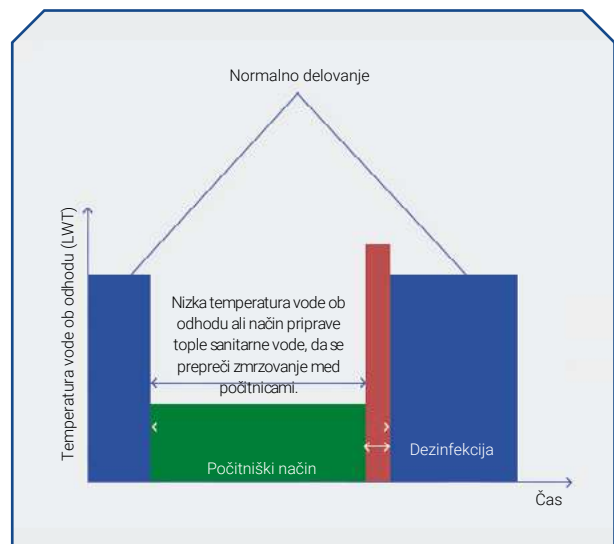 Normalno delovanje
Temperatura vode ob odhodu (LWT)
Nizka temperatura vode ob
odhodu ali način priprave
tople sanitarne vode, da se
prepreči zmrzovanje med
počitnicami.
Dezinfekcija
Počitniški način
Čas